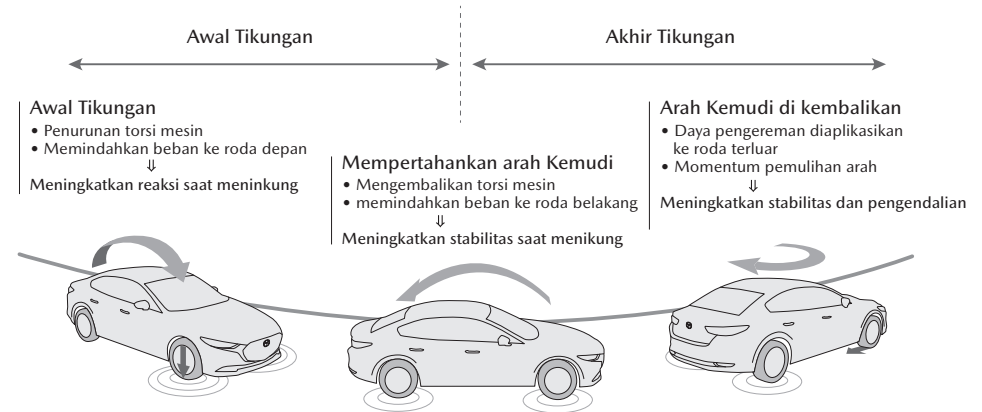 Awal Tikungan
Akhir Tikungan
Awal Tikungan
• Penurunan torsi mesin
• Memindahkan beban ke roda depan
⇓
Meningkatkan reaksi saat meninkung
Mempertahankan arah Kemudi
• Mengembalikan torsi mesin
• memindahkan beban ke roda belakang
⇓
Meningkatkan stabilitas saat menikung
Arah Kemudi di kembalikan
• Daya pengereman diaplikasikan
ke roda terluar
• Momentum pemulihan arah
⇓
Meningkatkan stabilitas dan pengendalian